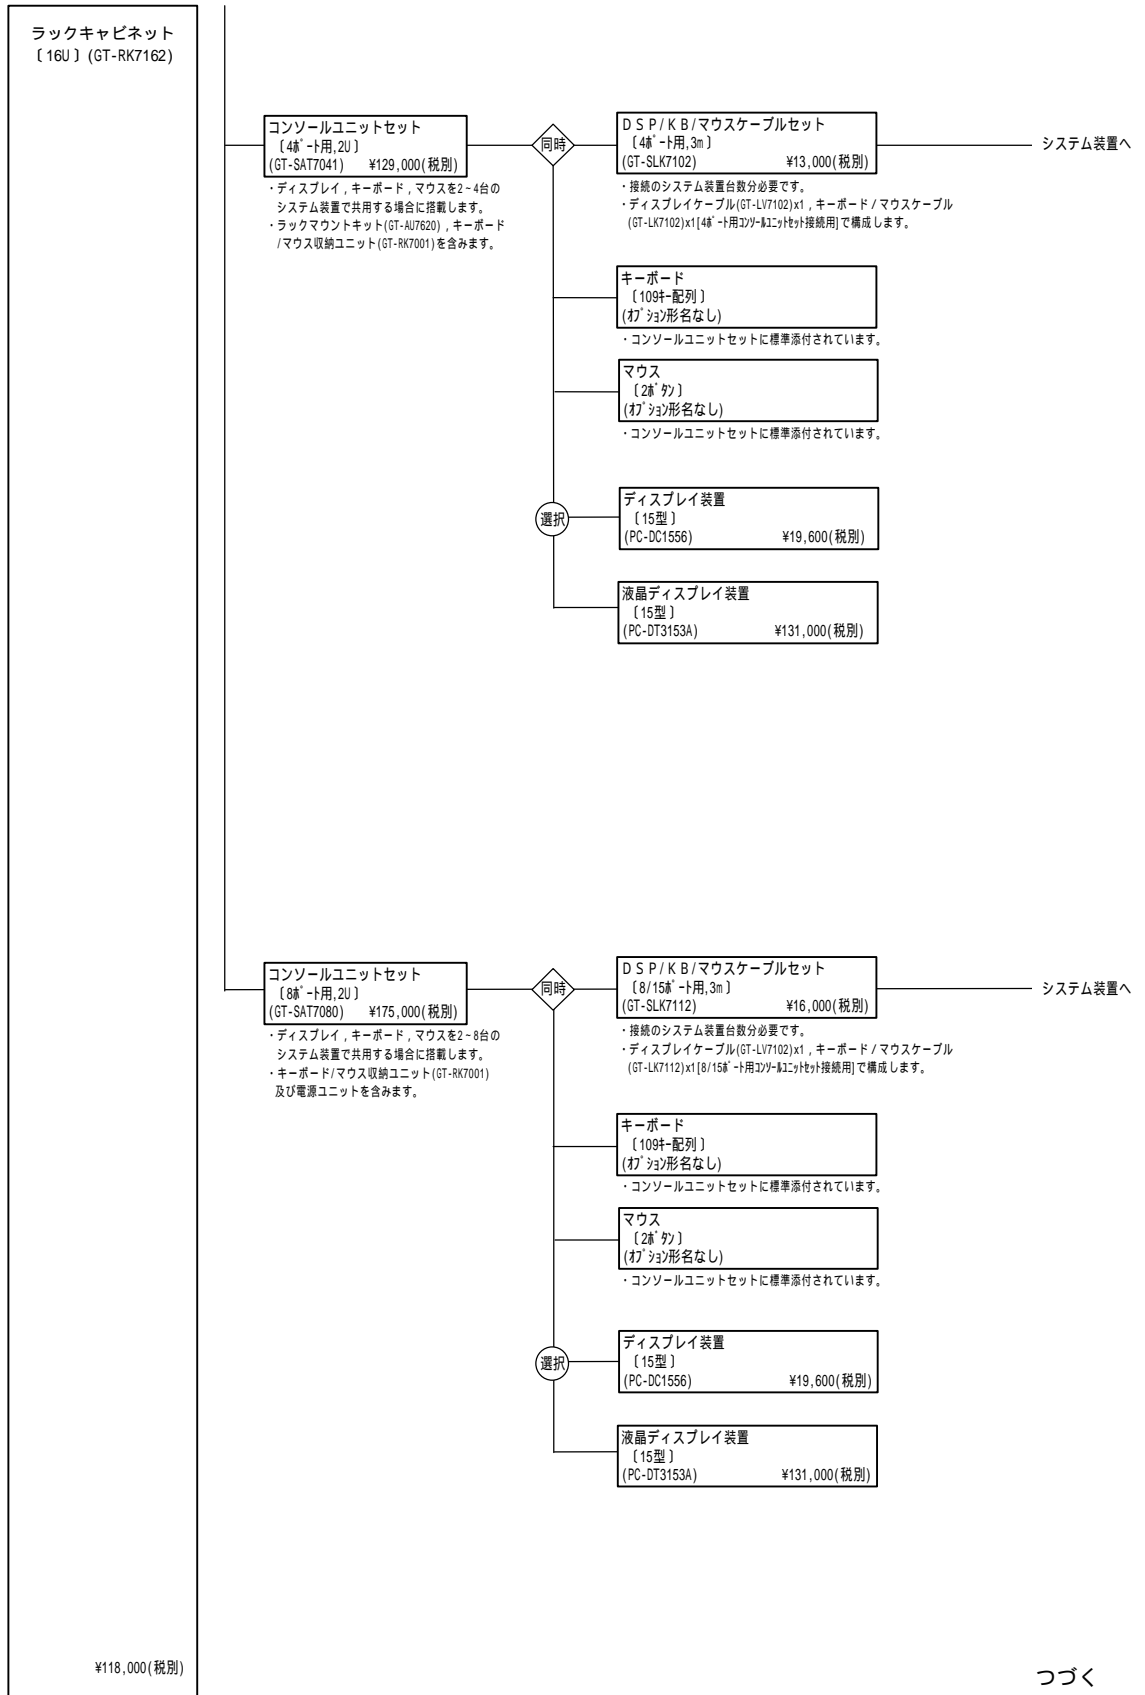 ラックキャビネット
〔16U〕(GT-RK7162)
コンソールユニットセット
〔4ﾎﾟｰﾄ用,2U〕
(GT-SAT7041) ¥129,000(税別)
・ディスプレイ，キーボード，マウスを2~4台の
システム装置で共用する場合に搭載します。
・ラックマウントキット(GT-AU7620)，キーボード
/マウス収納ユニット(GT-RK7001)を含みます。
同時
ＤＳＰ/ＫＢ/マウスケーブルセット
〔4ﾎﾟｰﾄ用,3m〕
(GT-SLK7102) ¥13,000(税別)
システム装置へ
・接続のシステム装置台数分必要です。
・ディスプレイケーブル(GT-LV7102)x1，キーボード／マウスケーブル
(GT-LK7102)x1[4ﾎﾟｰﾄ用ｺﾝｿｰﾙﾕﾆｯﾄｾｯﾄ接続用]で構成します。
キーボード
〔109ｷｰ配列〕
(ｵﾌﾟｼｮﾝ形名なし)
・コンソールユニットセットに標準添付されています。
マウス
〔2ﾎﾞﾀﾝ〕
(ｵﾌﾟｼｮﾝ形名なし)
・コンソールユニットセットに標準添付されています。
選択
ディスプレイ装置
〔15型〕
(PC-DC1556) ¥19,600(税別)
液晶ディスプレイ装置
〔15型〕
(PC-DT3153A) ¥131,000(税別)
コンソールユニットセット
〔8ﾎﾟｰﾄ用,2U〕
(GT-SAT7080) ¥175,000(税別)
・ディスプレイ，キーボード，マウスを2~8台の
システム装置で共用する場合に搭載します。
・キーボード/マウス収納ユニット(GT-RK7001)
及び電源ユニットを含みます。
同時
ＤＳＰ/ＫＢ/マウスケーブルセット
〔8/15ﾎﾟｰﾄ用,3m〕
(GT-SLK7112) ¥16,000(税別)
システム装置へ
・接続のシステム装置台数分必要です。
・ディスプレイケーブル(GT-LV7102)x1，キーボード／マウスケーブル
(GT-LK7112)x1[8/15ﾎﾟｰﾄ用ｺﾝｿｰﾙﾕﾆｯﾄｾｯﾄ接続用]で構成します。
キーボード
〔109ｷｰ配列〕
(ｵﾌﾟｼｮﾝ形名なし)
・コンソールユニットセットに標準添付されています。
マウス
〔2ﾎﾞﾀﾝ〕
(ｵﾌﾟｼｮﾝ形名なし)
・コンソールユニットセットに標準添付されています。
選択
ディスプレイ装置
〔15型〕
(PC-DC1556) ¥19,600(税別)
液晶ディスプレイ装置
〔15型〕
(PC-DT3153A) ¥131,000(税別)
¥118,000(税別)
つづく